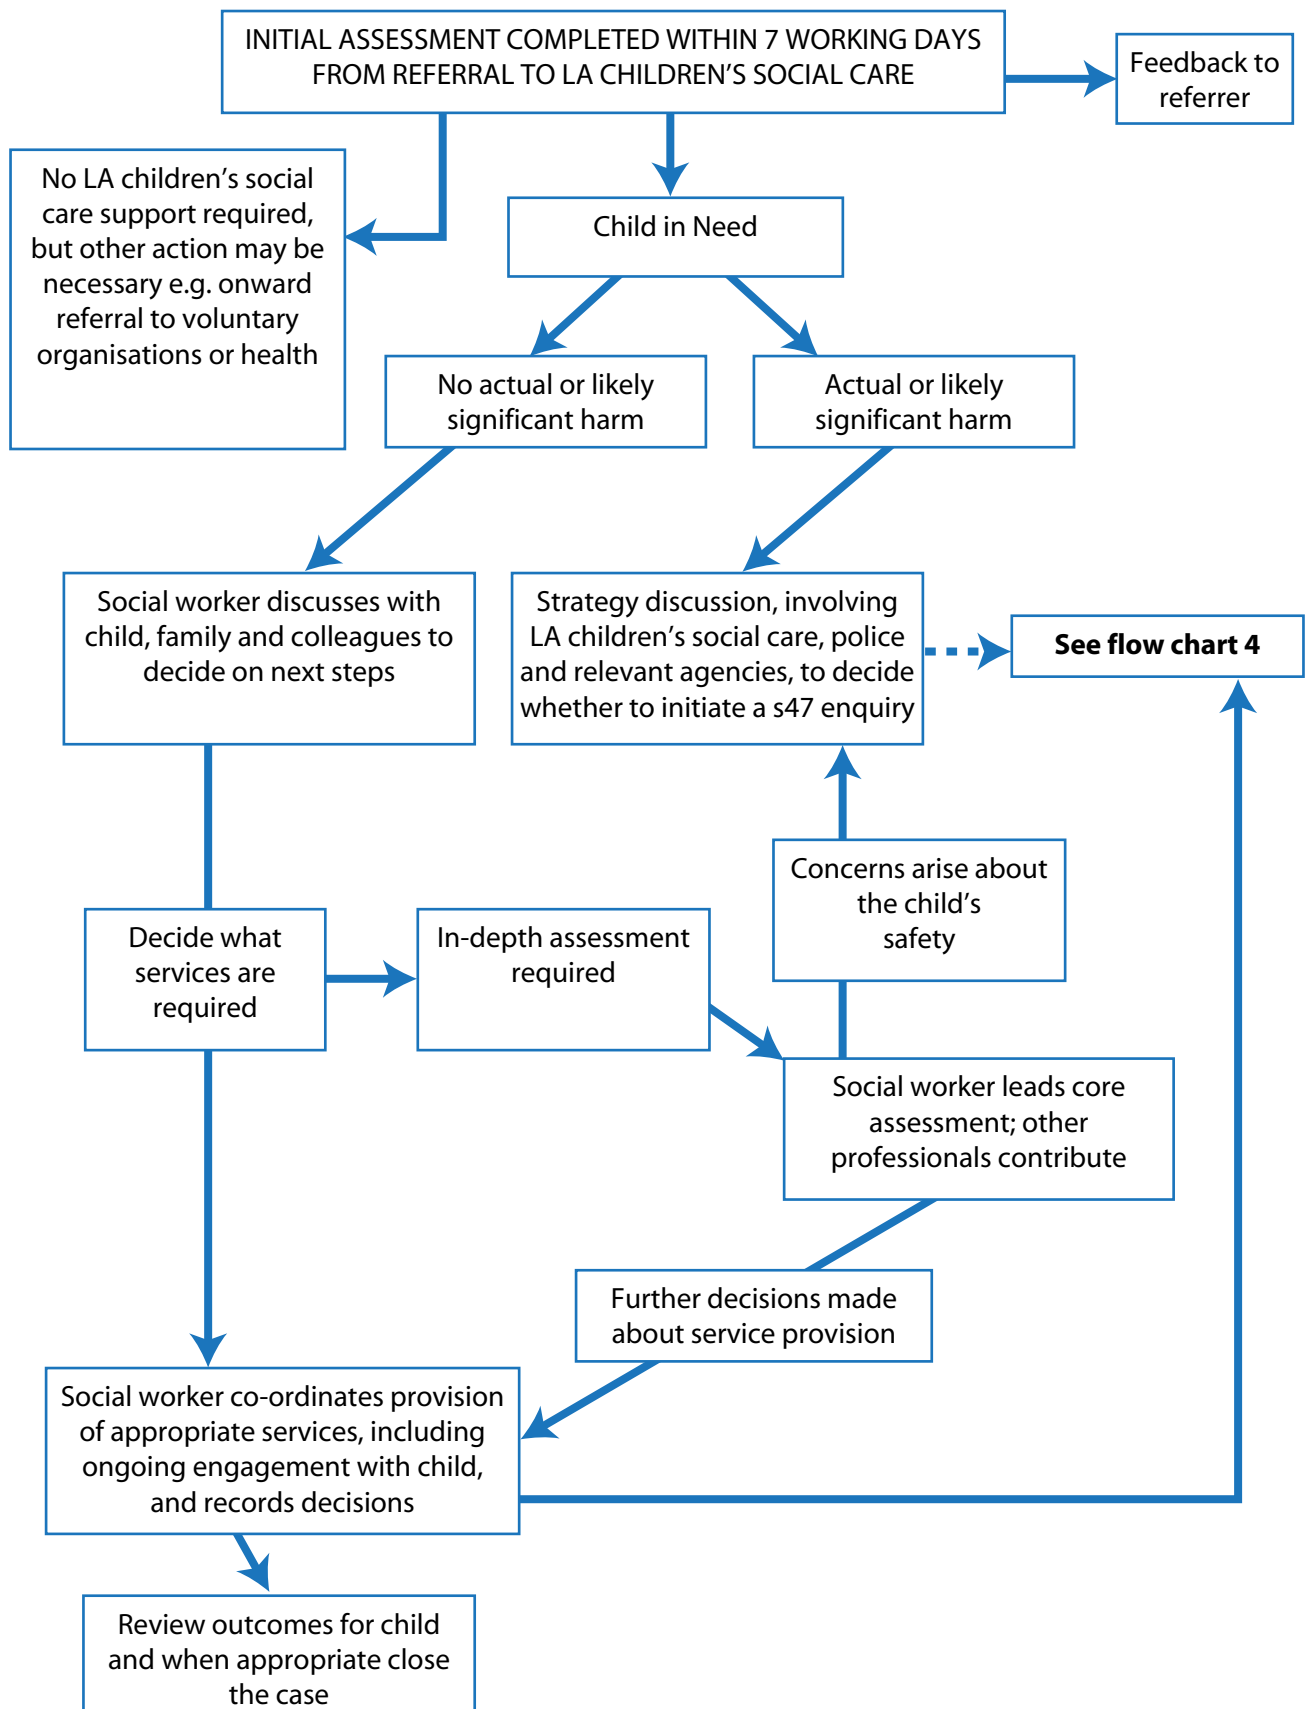 INITIAL ASSESSMENT COMPLETED WITHIN 7 WORKING DAYS
FROM REFERRAL TO LA CHILDREN’S SOCIAL CARE
Feedback to
referrer
No LA children’s social
care support required,
but other action may be
necessary e.g. onward
referral to voluntary
organisations or health
Child in Need
No actual or likely
significant harm
Actual or likely
significant harm
Social worker discusses with
child, family and colleagues to
decide on next steps
Strategy discussion, involving
LA children’s social care, police
and relevant agencies, to decide
whether to initiate a s47 enquiry
See flow chart 4
Concerns arise about
the child’s
safety
Decide what
services are
required
In-depth assessment
required
Social worker leads core
assessment; other
professionals contribute
Further decisions made
about service provision
Social worker co-ordinates provision
of appropriate services, including
ongoing engagement with child,
and records decisions
Review outcomes for child
and when appropriate close
the case